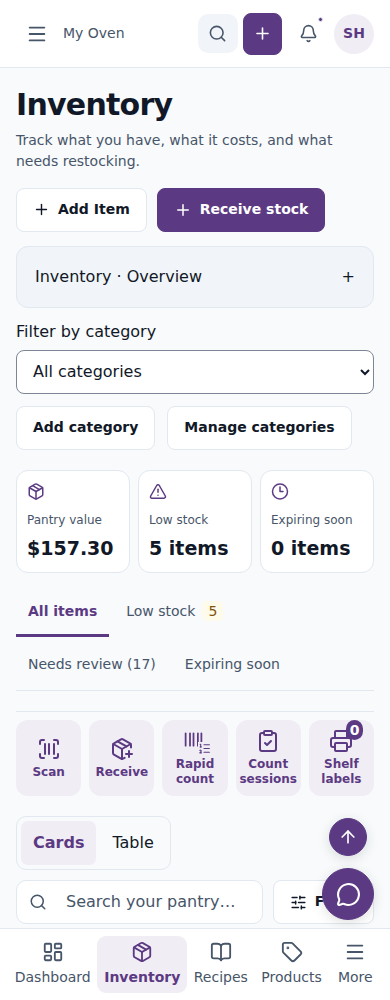 My Oven
SH
Inventory
Track what you have, what it costs, and what
needs restocking.
+ Add Item
+ Receive stock
Inventory · Overview +
Filter by category
All categories
Add category
Manage categories
Pantry value
$157.30
Low stock
5 items
Expiring soon
0 items
All items
Low stock 5
Needs review (17)
Expiring soon
Scan
Receive
Rapid
count
Count
sessions
0
Shelf
labels
Cards
Table
Search your pantry...
Dashboard
Inventory
Recipes
Products
More